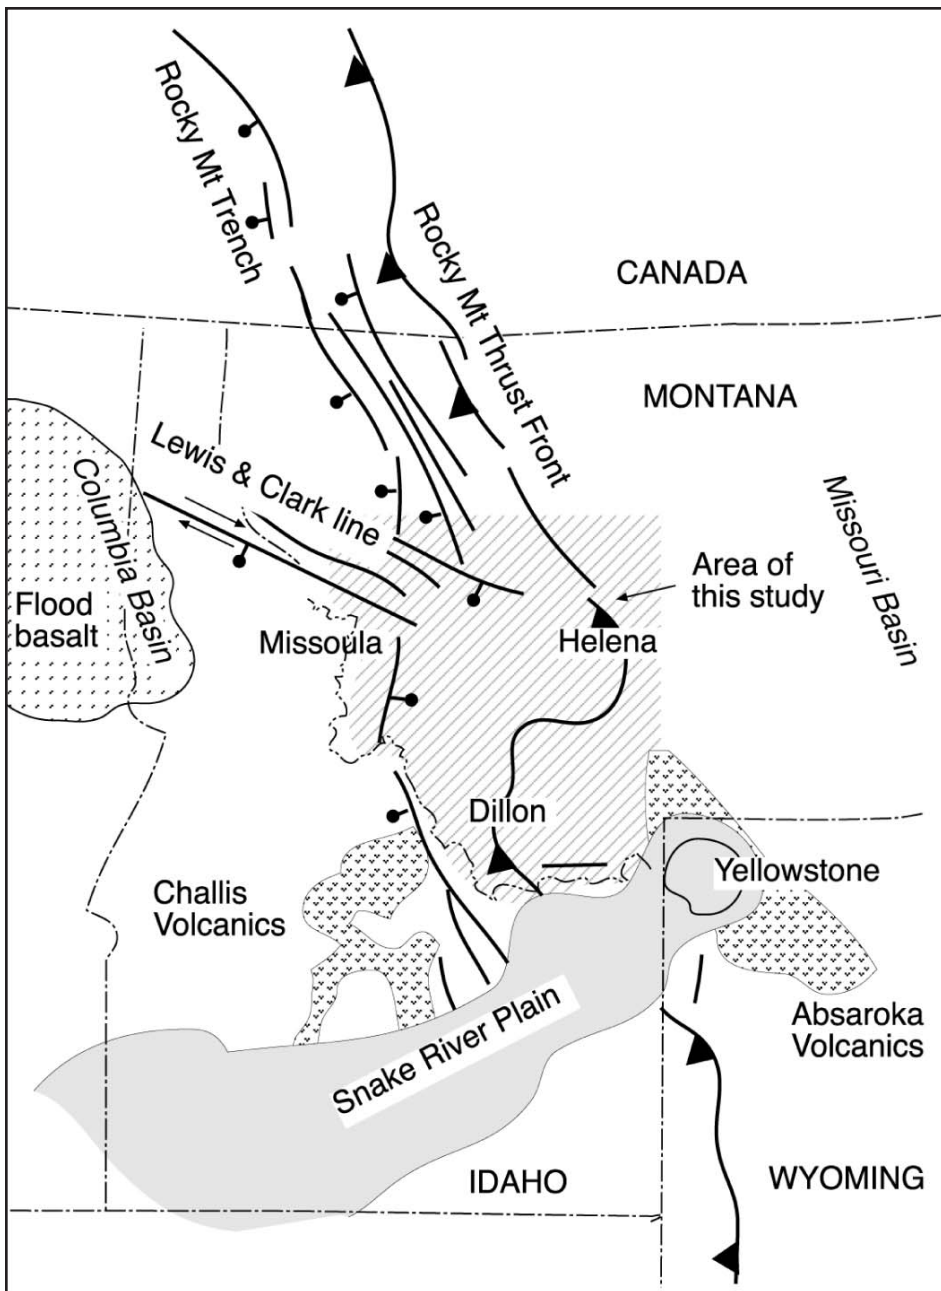 Rocky Mt Trench
Rocky Mt Thrust Front
CANADA
MONTANA
Lewis & Clark line
Columbia Basin
Missouri Basin
Flood
basalt
Area of
this study
Missoula
Helena
Dillon
Yellowstone
Challis
Volcanics
Snake River Plain
Absaroka
Volcanics
IDAHO
WYOMING